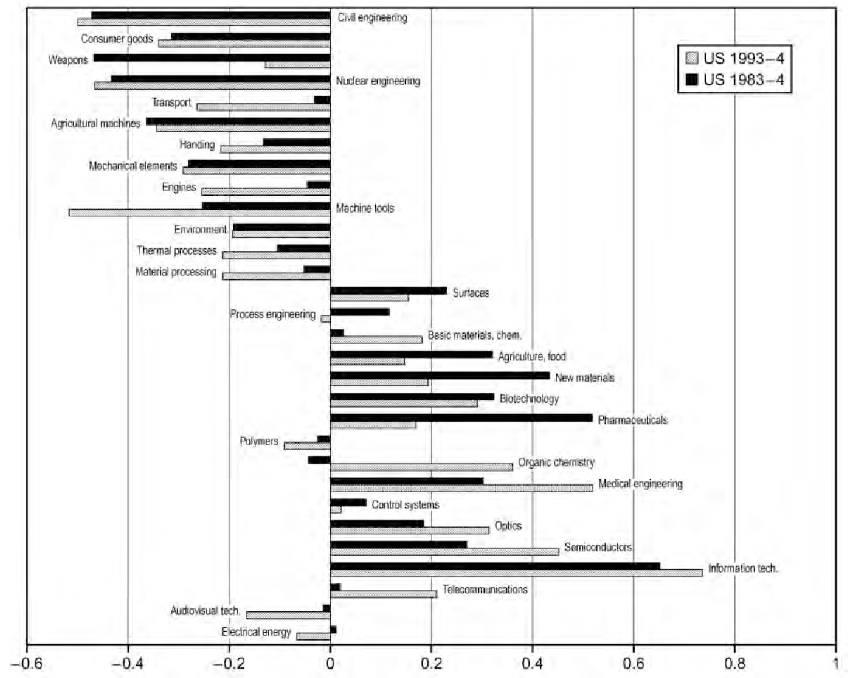 Civil engineering
Consumer goods
US 1993–4
Weapons
US 1983–4
Nuclear engineering
Transport
Agricultural machines
Handing
Mechanical elements
Engines
Machine tools
Environment
Thermal processes
Material processing
Surfaces
Process engineering
Basic materials, chem.
Agriculture, food
New materials
Biotechnology
Pharmaceuticals
Polymers
Organic chemistry
Medical engineering
Control systems
Optics
Semiconductors
Information tech.
Telecommunications
Audiovisual tech.
Electrical energy
−0.6 −0.4 −0.2 0 0.2 0.4 0.6 0.8 1